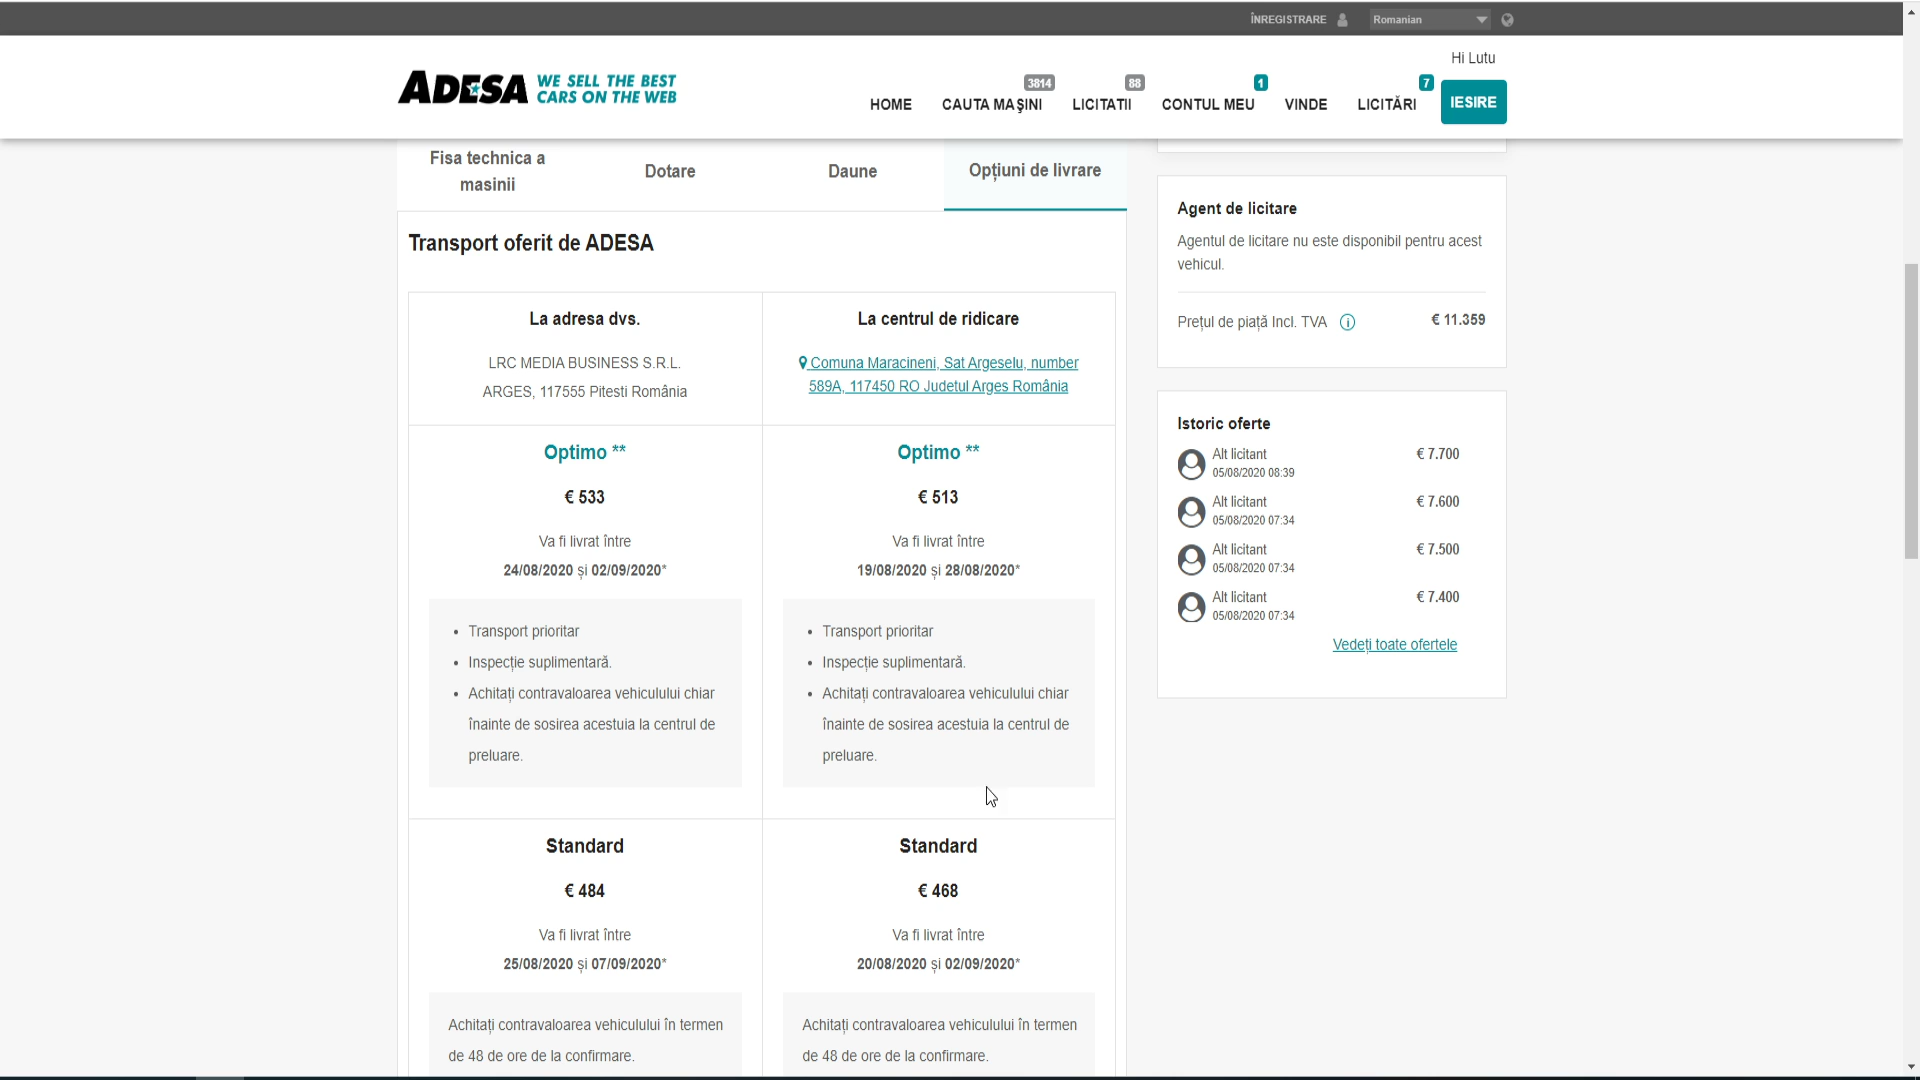 ÎNREGISTRARE
Romanian
Hi Lutu
ADESA WE SELL THE BEST
CARS ON THE WEB
3814
88
1
7
HOME
CAUTA MAȘINI
LICITATII
CONTUL MEU
VINDE
LICITĂRI
IESIRE
Fisa technica a
masinii
Dotare
Daune
Opțiuni de livrare
Transport oferit de ADESA
La adresa dvs.
LRC MEDIA BUSINESS S.R.L.
ARGES, 117555 Pitesti România
La centrul de ridicare
Comuna Maracineni, Sat Argeselu, number
589A, 117450 RO Judetul Arges România
Optimo **
€ 533
Va fi livrat între
24/08/2020 și 02/09/2020*
• Transport prioritar
• Inspecție suplimentară.
• Achitați contravaloarea vehiculului chiar
înainte de sosirea acestuia la centrul de
preluare.
Optimo **
€ 513
Va fi livrat între
19/08/2020 și 28/08/2020*
• Transport prioritar
• Inspecție suplimentară.
• Achitați contravaloarea vehiculului chiar
înainte de sosirea acestuia la centrul de
preluare.
Standard
€ 484
Va fi livrat între
25/08/2020 și 07/09/2020*
Achitați contravaloarea vehiculului în termen
de 48 de ore de la confirmare.
Standard
€ 468
Va fi livrat între
20/08/2020 și 02/09/2020*
Achitați contravaloarea vehiculului în termen
de 48 de ore de la confirmare.
Agent de licitare
Agentul de licitare nu este disponibil pentru acest
vehicul.
Prețul de piață Incl. TVA € 11.359
Istoric oferte
Alt licitant € 7.700
05/08/2020 08:39
Alt licitant € 7.600
05/08/2020 07:34
Alt licitant € 7.500
05/08/2020 07:34
Alt licitant € 7.400
05/08/2020 07:34
Vedeți toate ofertele